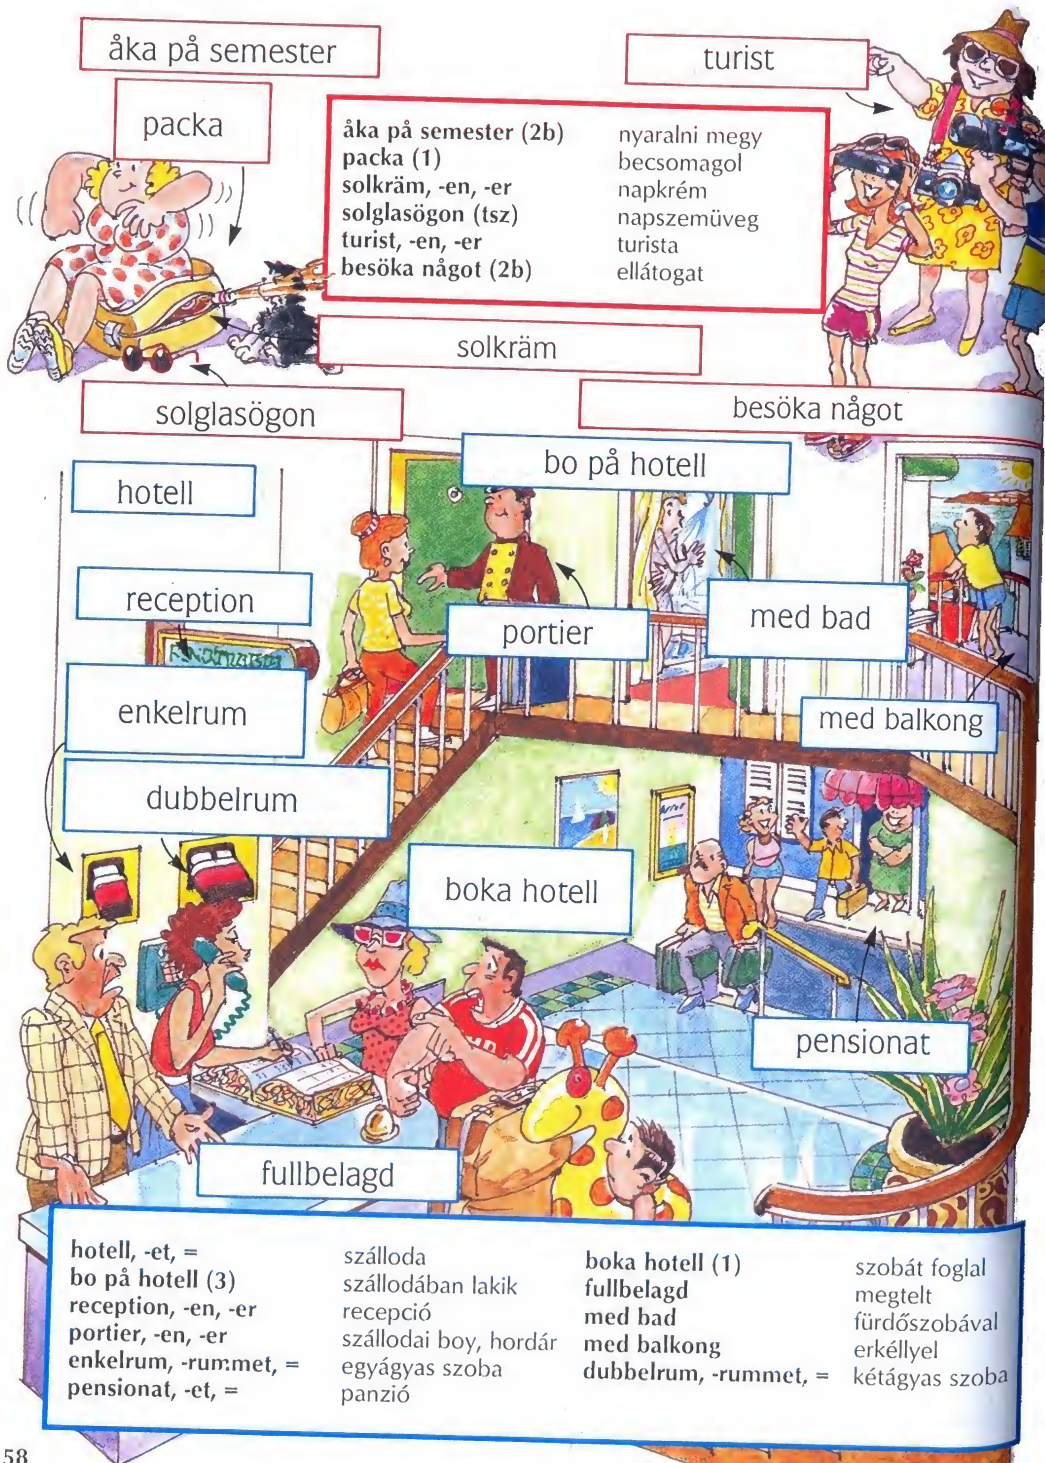 åka på semester
turist
packa
åka på semester (2b) nyaralni megy
packa (1) becsomagol
solkräm, -en, -er napkrém
solglasögon (tsz) napszemüveg
turist, -en, -er turista
besöka något (2b) ellátogat
solkräm
solglasögon
besöka något
bo på hotell
hotell
reception
portier
med bad
enkelrum
med balkong
dubbelrum
boka hotell
pensionat
fullbelagd
hotell, -et, = szálloda
bo på hotell (3) szállodában lakik
reception, -en, -er recepció
portier, -en, -er szállodai boy, hordár
enkelrum, -rummet, = egyágyas szoba
pensionat, -et, = panzió
boka hotell (1) szobát foglal
fullbelagd megtelt
med bad fürdőszobával
med balkong erkéllyel
dubbelrum, -rummet, = kétágyas szoba
58